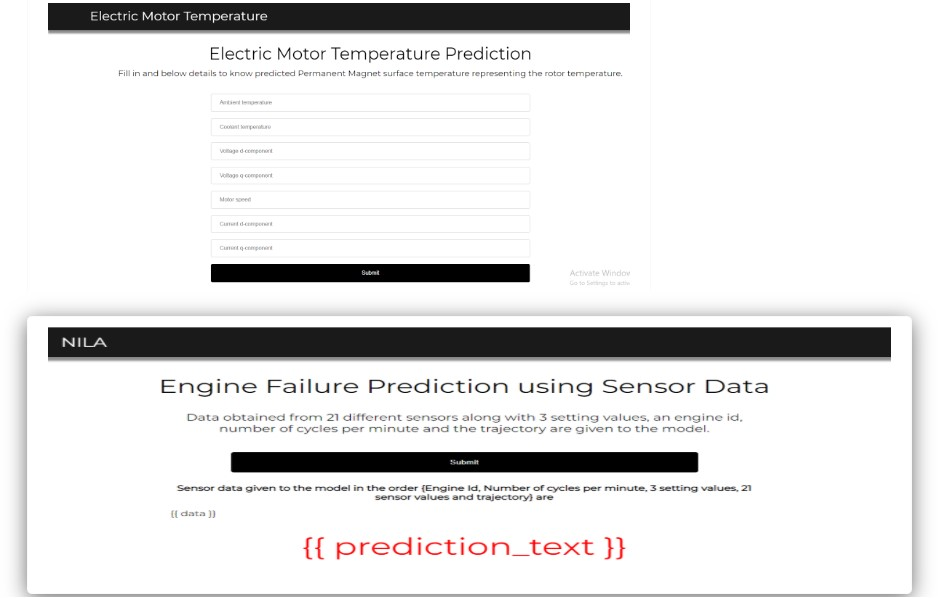 Electric Motor Temperature
Electric Motor Temperature Prediction
Fill in and below details to know predicted Permanent Magnet surface temperature representing the rotor temperature.
Ambient temperature
Coolant temperature
Voltage d-component
Voltage q-component
Motor speed
Current d-component
Current q-component
Submit
Activate Window
Go to Settings to activ
NILA
Engine Failure Prediction using Sensor Data
Data obtained from 21 different sensors along with 3 setting values, an engine id,
number of cycles per minute and the trajectory are given to the model.
Submit
Sensor data given to the model in the order {Engine Id, Number of cycles per minute, 3 setting values, 21
sensor values and trajectory} are
{{ data }}
{{ prediction_text }}